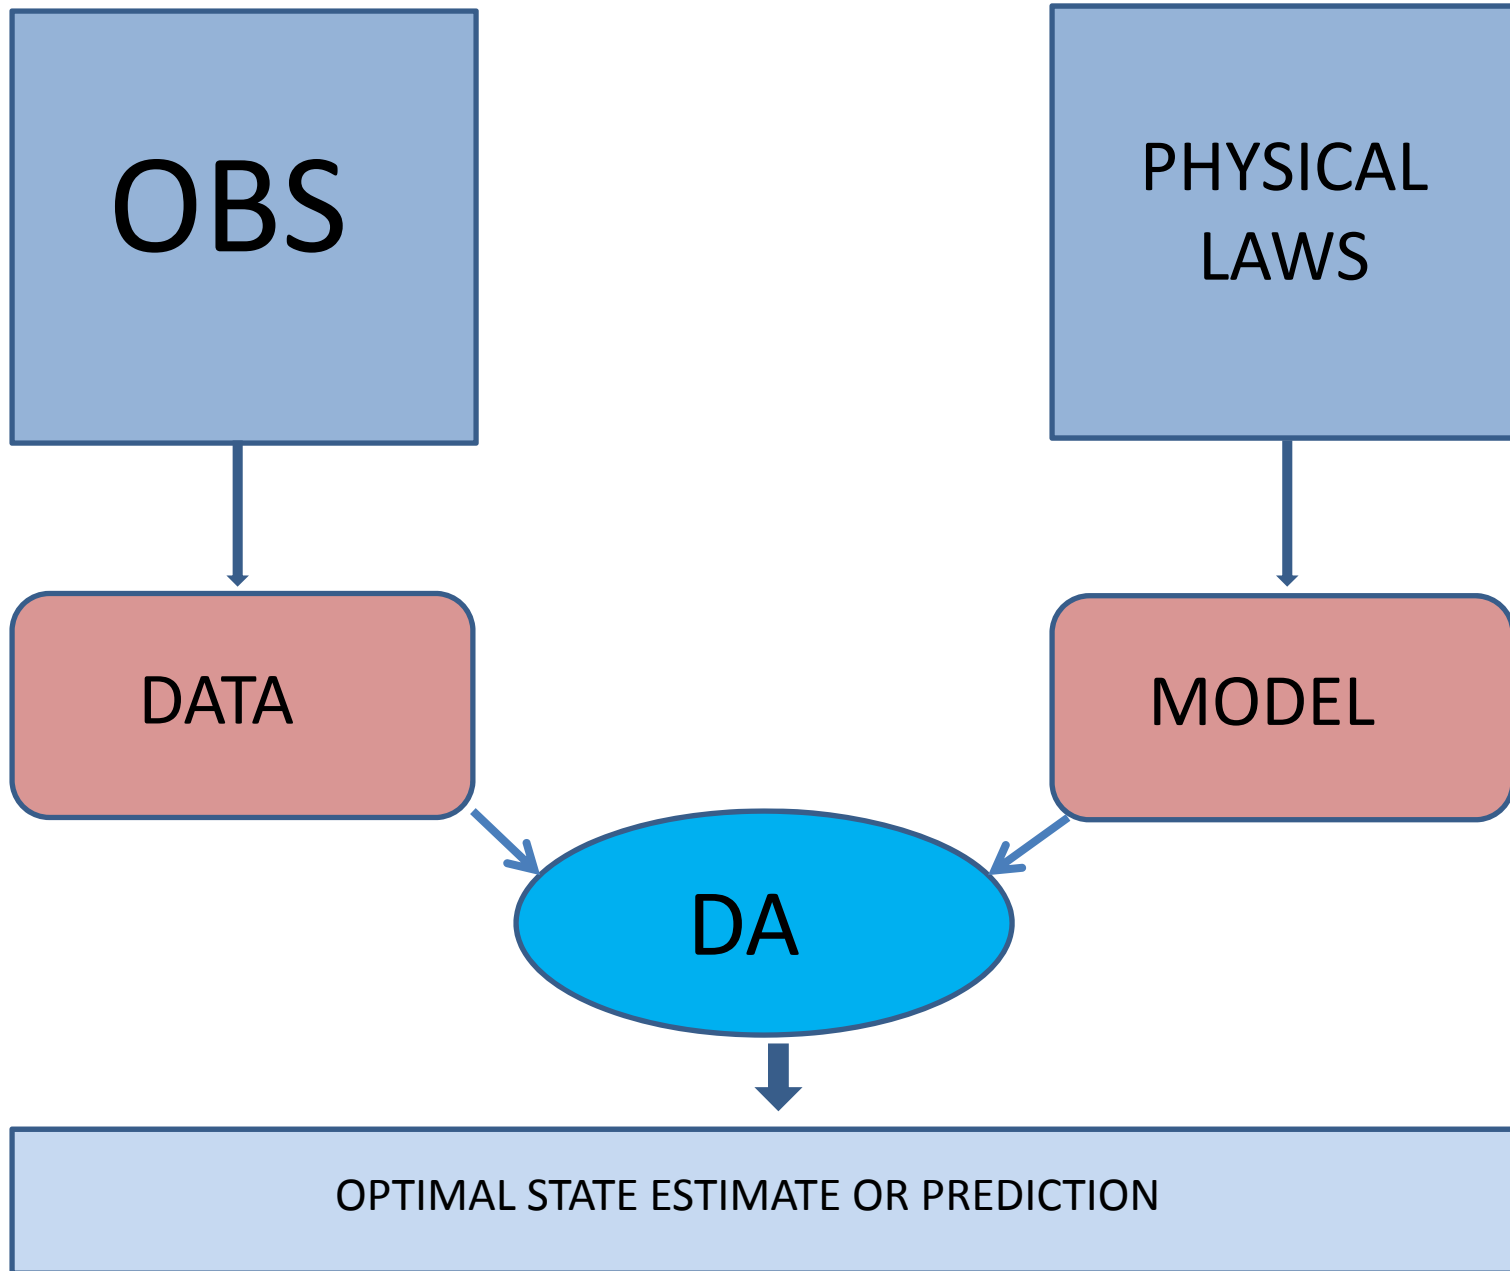 OBS
PHYSICAL
LAWS
DATA
MODEL
DA
OPTIMAL STATE ESTIMATE OR PREDICTION